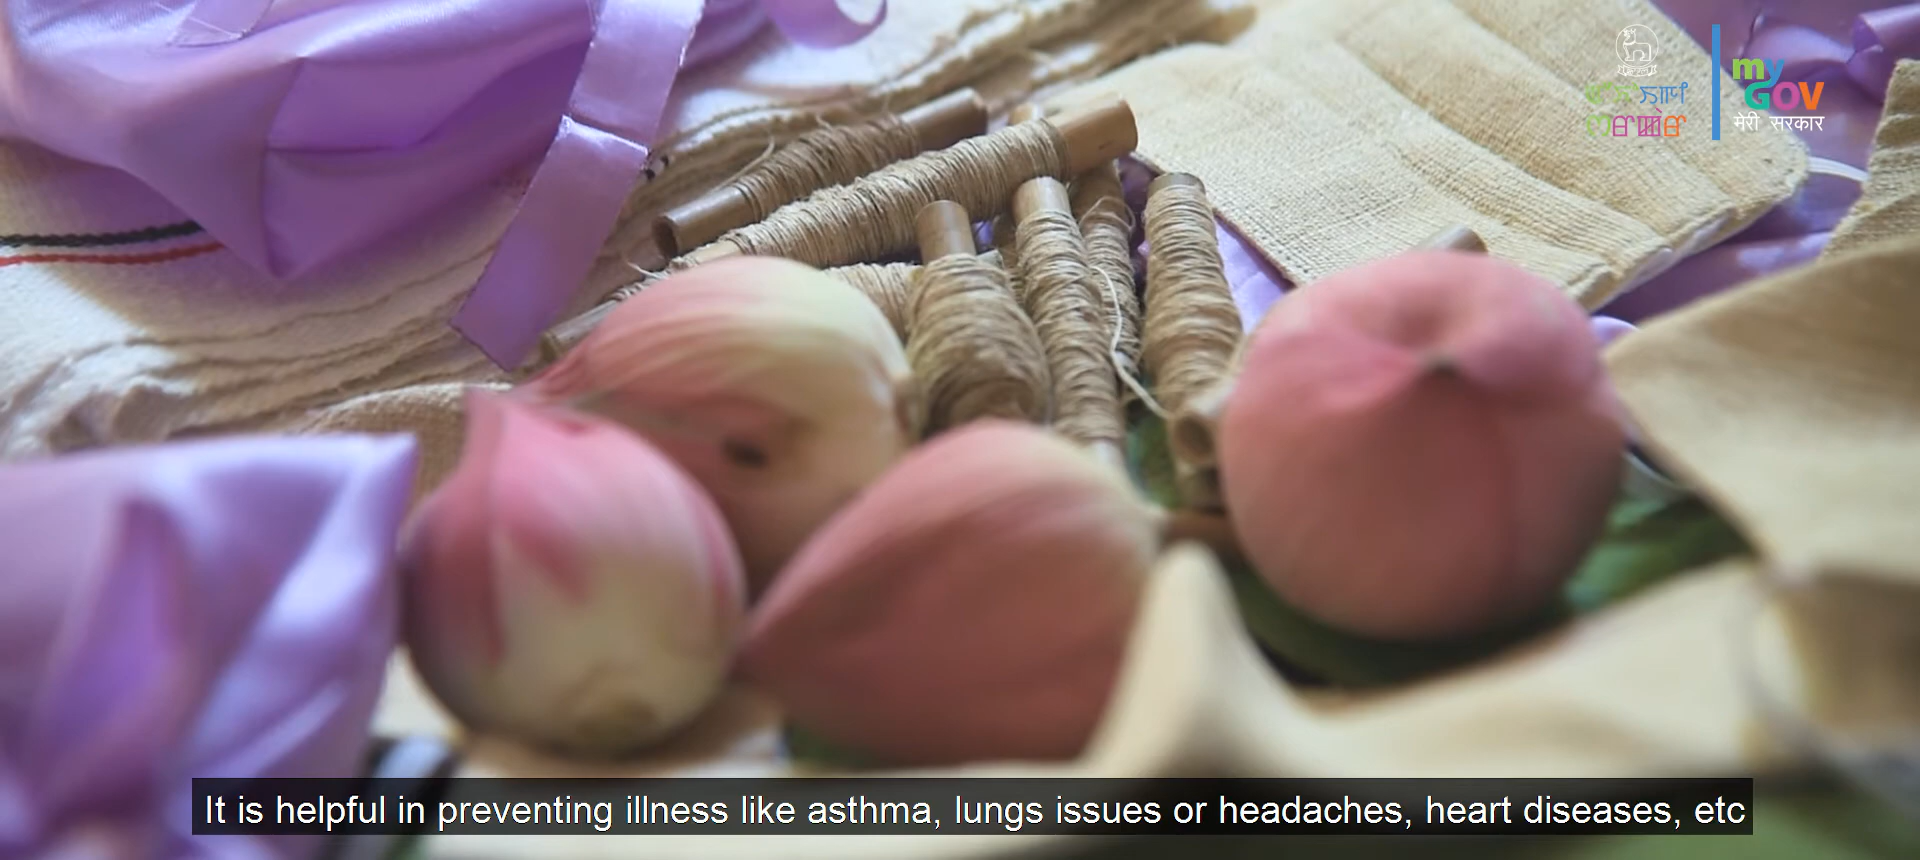 my
GOV
मेरी सरकार
It is helpful in preventing illness like asthma, lungs issues or headaches, heart diseases, etc